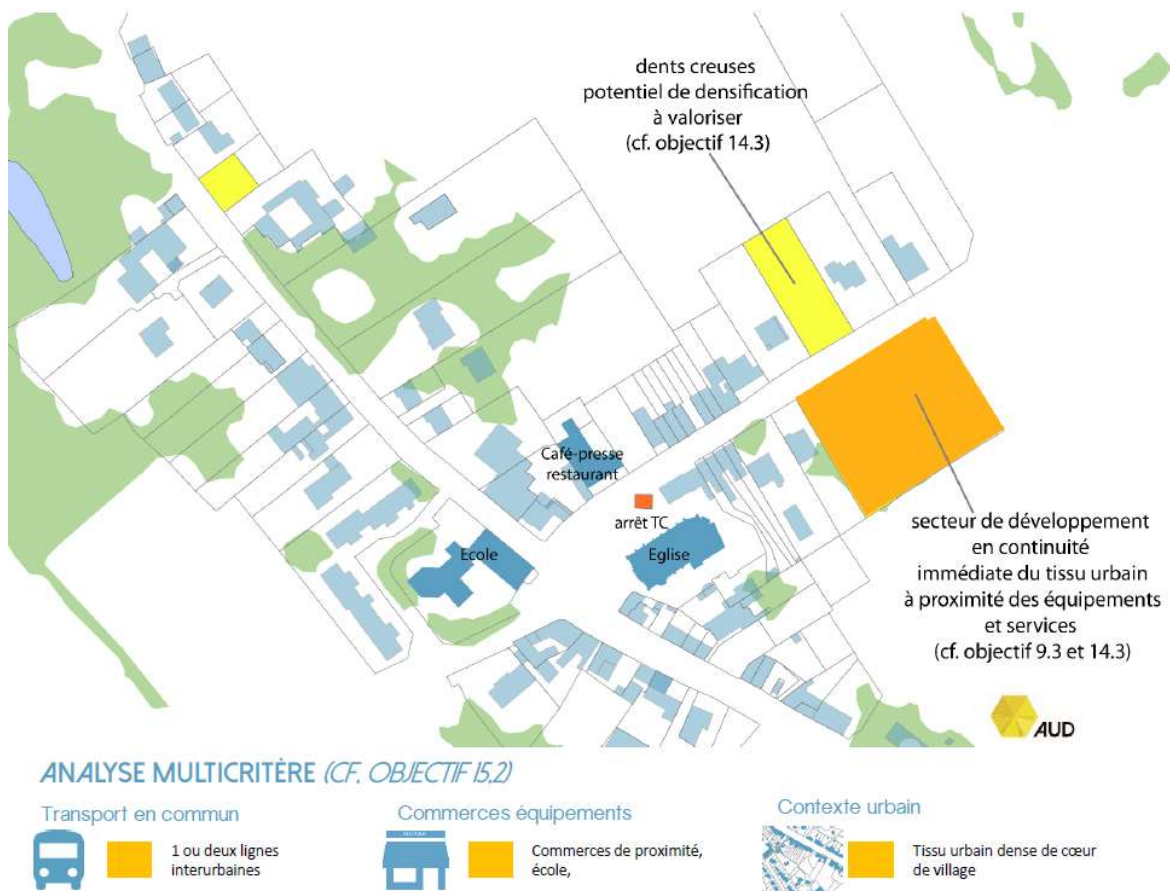 dents creuses
potentiel de densification
à valoriser
(cf. objectif 14.3)
Café-presse
restaurant
arrêt TC
Ecole
Eglise
secteur de développement
en continuité
immédiate du tissu urbain
à proximité des équipements
et services
(cf. objectif 9.3 et 14.3)
AUD
ANALYSE MULTICRITÈRE (CF. OBJECTIF 15,2)
Transport en commun
1 ou deux lignes
interurbaines
Commerces équipements
Commerces de proximité,
école,
Contexte urbain
Tissu urbain dense de cœur
de village